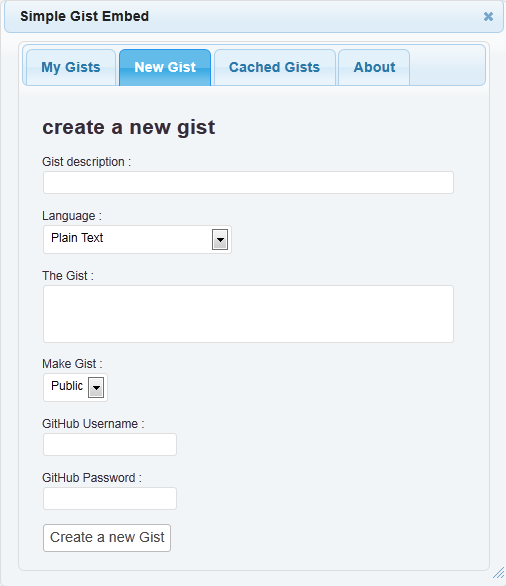 Simple Gist Embed
My Gists New Gist Cached Gists About
create a new gist
Gist description :
Language :
Plain Text
The Gist :
Make Gist :
Public
GitHub Username :
GitHub Password :
Create a new Gist